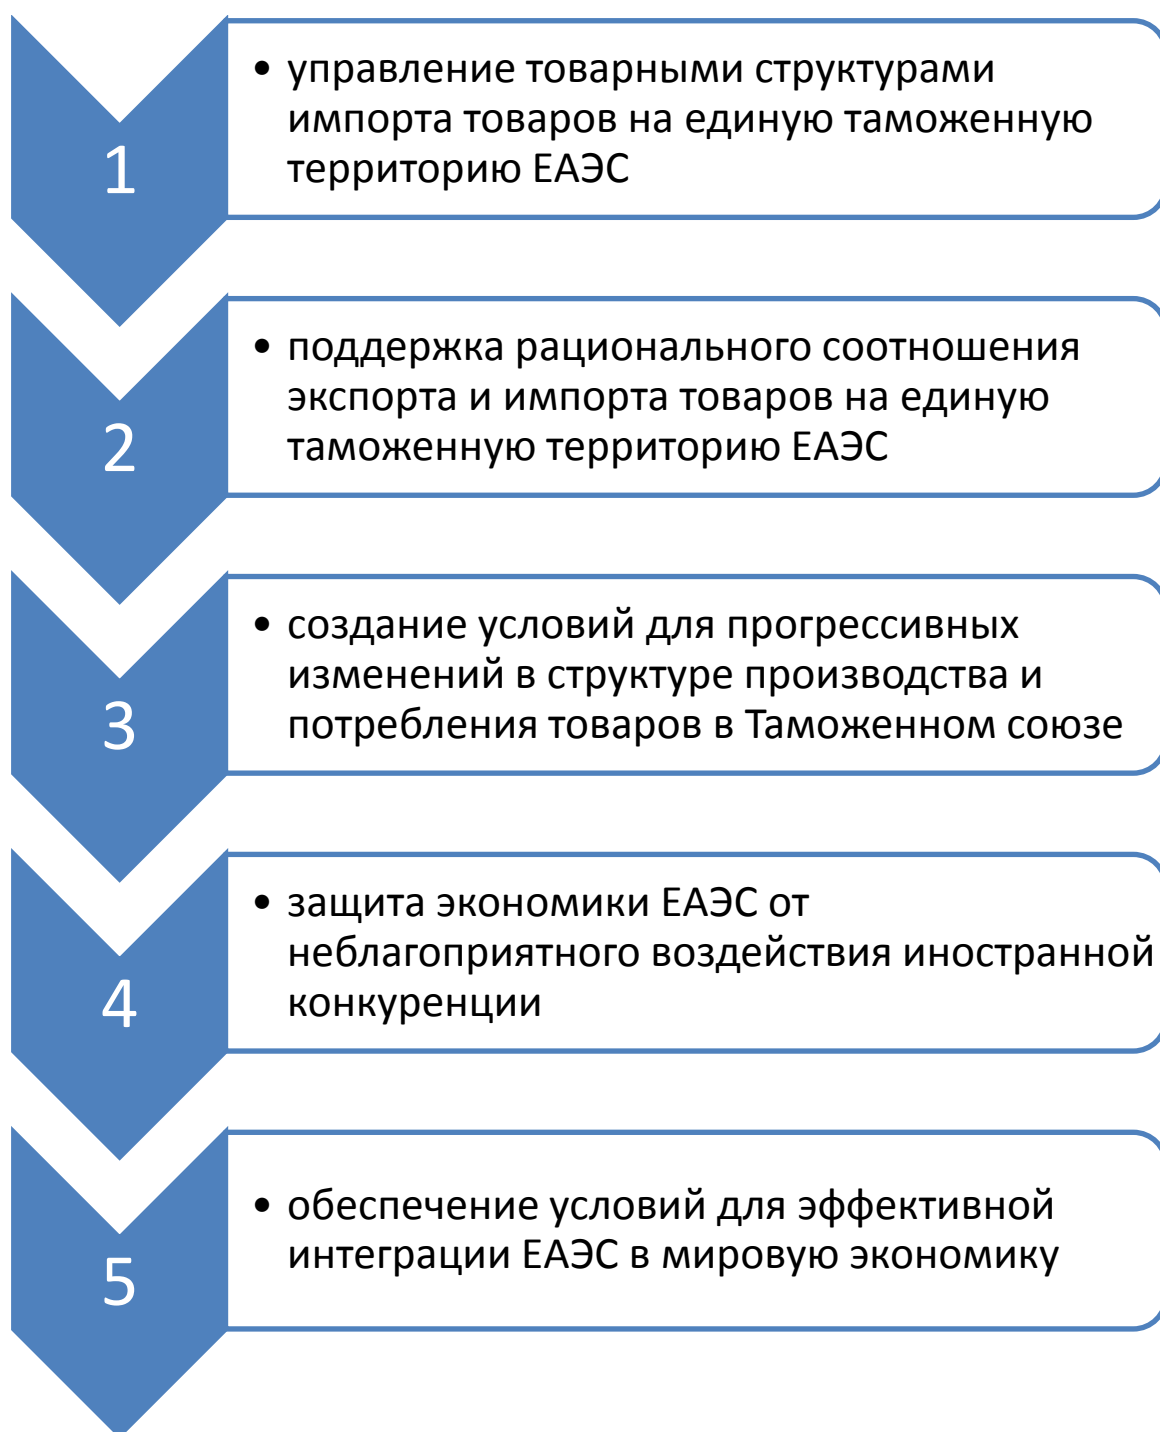 1
• управление товарными структурами
импорта товаров на единую таможенную
территорию ЕАЭС
2
• поддержка рационального соотношения
экспорта и импорта товаров на единую
таможенную территорию ЕАЭС
3
• создание условий для прогрессивных
изменений в структуре производства и
потребления товаров в Таможенном союзе
4
• защита экономики ЕАЭС от
неблагоприятного воздействия иностранной
конкуренции
5
• обеспечение условий для эффективной
интеграции ЕАЭС в мировую экономику